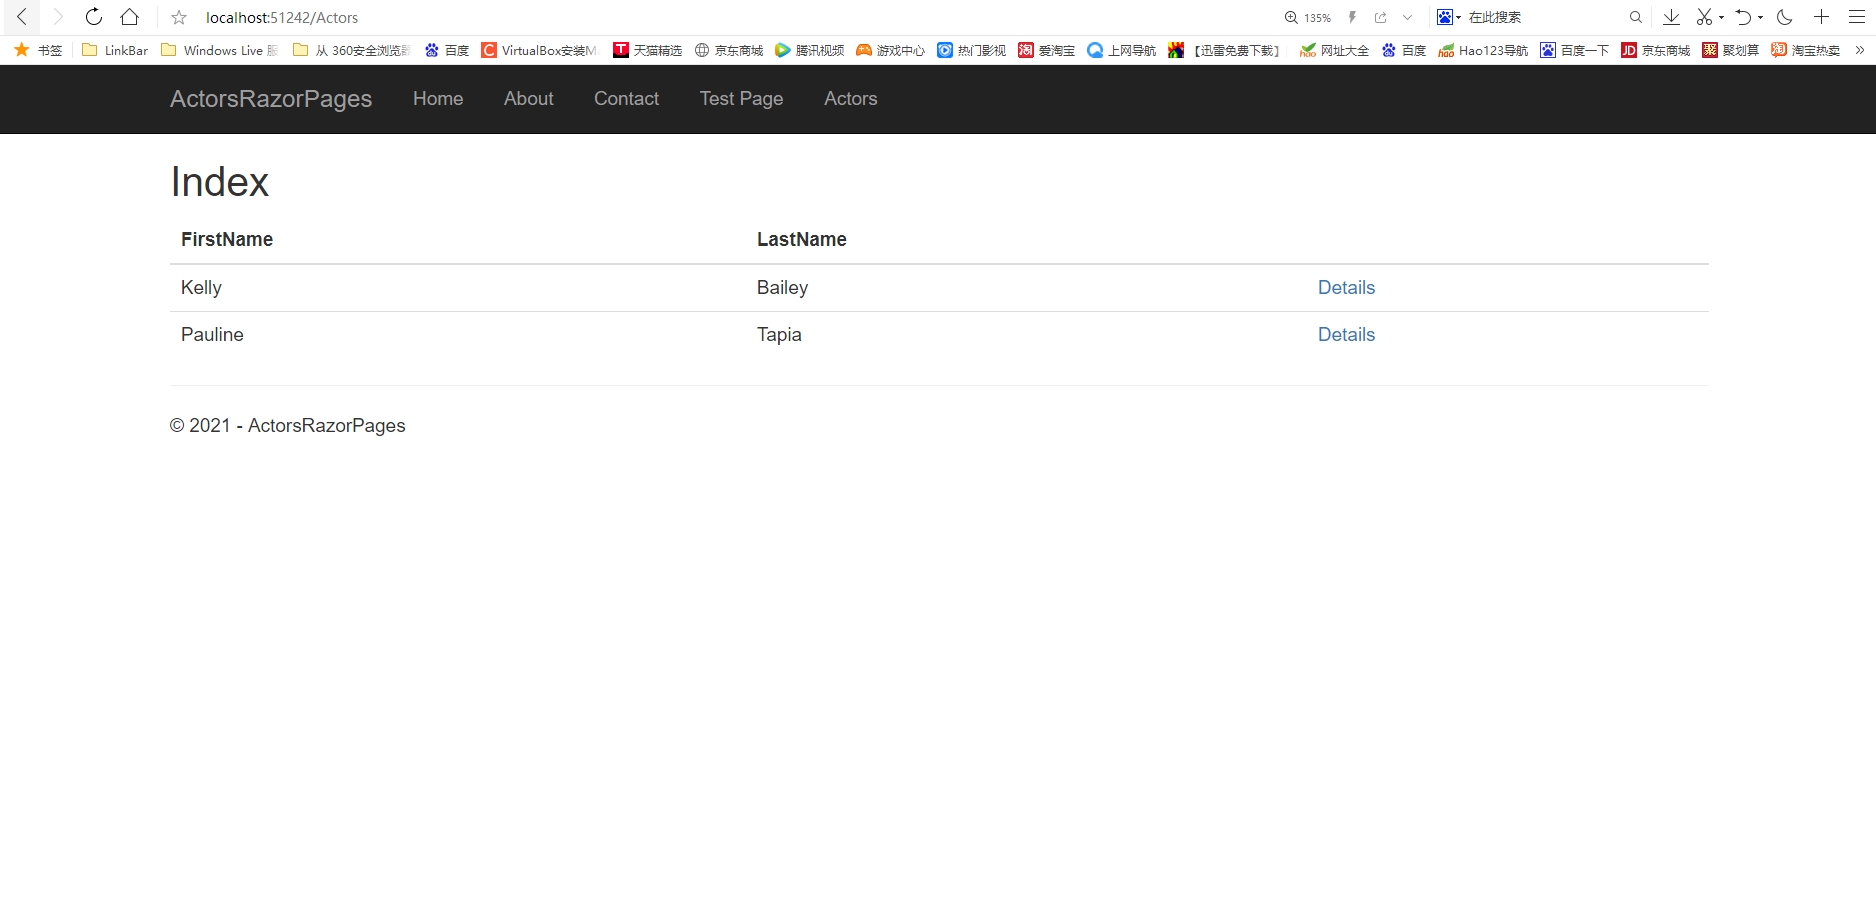 localhost:51242/Actors 135% 在此搜索
书签 LinkBar Windows Live 服 从 360安全浏览器 百度 VirtualBox安装M 天猫精选 京东商城 腾讯视频 游戏中心 热门影视 爱淘宝 上网导航 【迅雷免费下载】 网址大全 百度 Hao123导航 百度一下 京东商城 聚划算 淘宝热卖
ActorsRazorPages Home About Contact Test Page Actors
Index
FirstName LastName
Kelly Bailey Details
Pauline Tapia Details
© 2021 - ActorsRazorPages